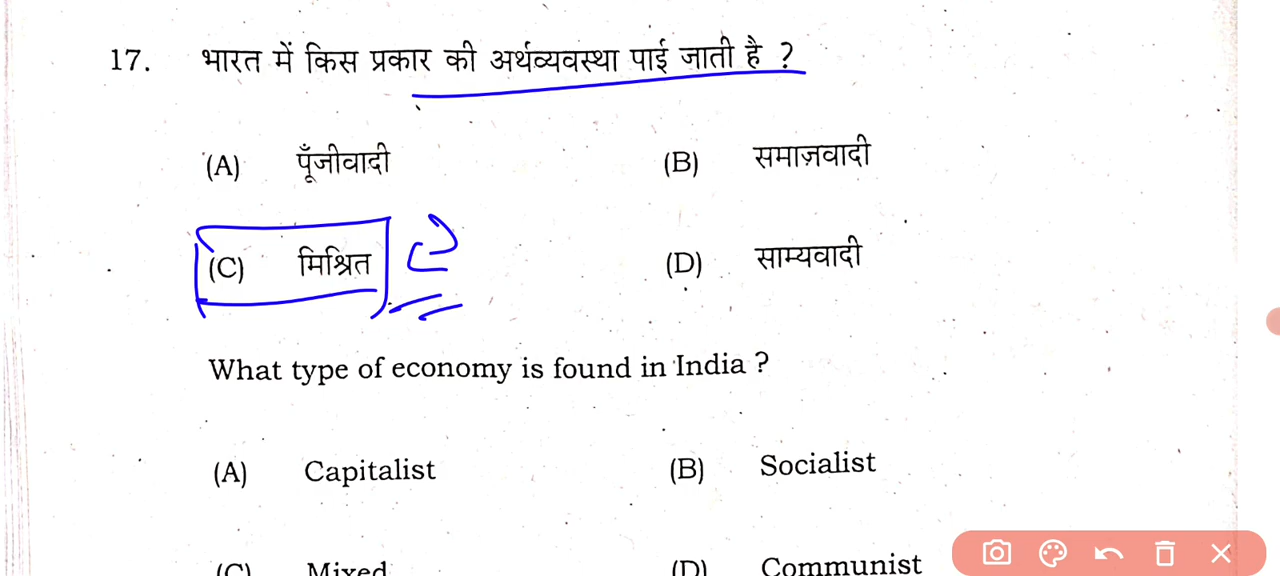 17. भारत में किस प्रकार की अर्थव्यवस्था पाई जाती है ?
(A) पूँजीवादी (B) समाज़वादी
(C) मिश्रित (D) साम्यवादी
What type of economy is found in India ?
(A) Capitalist (B) Socialist
(C) Mixed (D) Communist